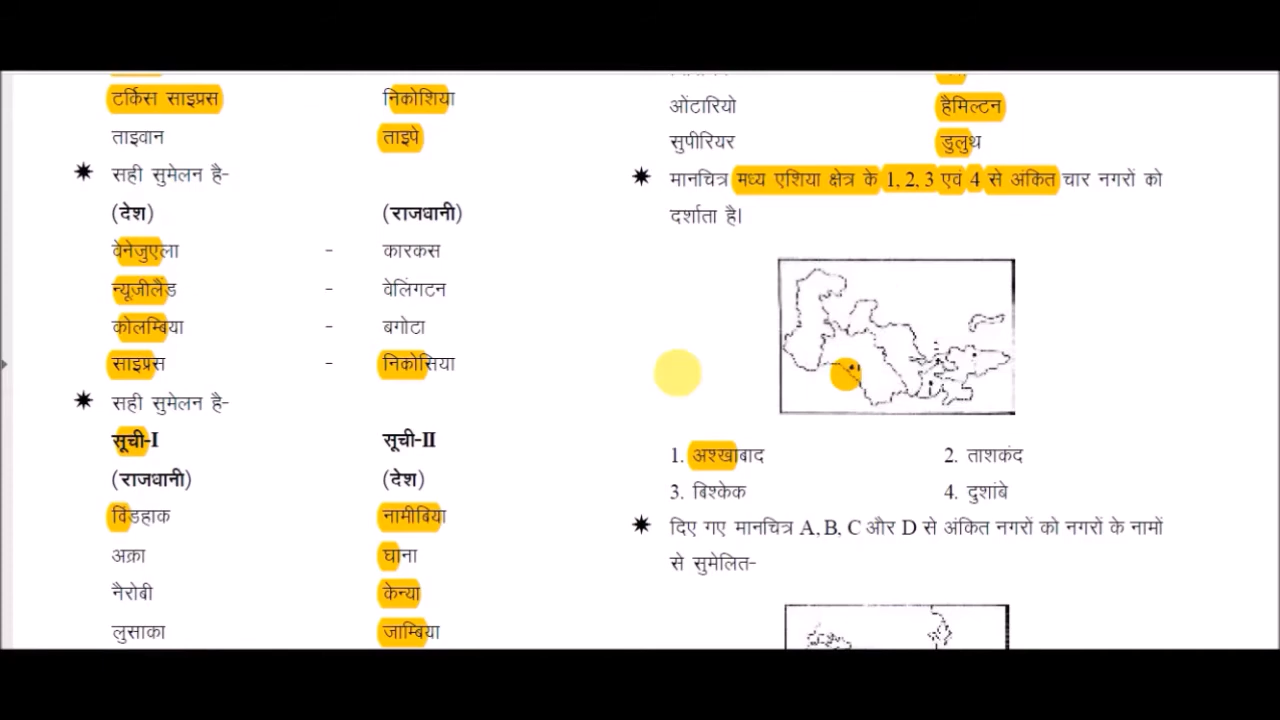 टर्किस साइप्रस निकोशिया
ताइवान ताइपे
✷ सही सुमेलन है-
(देश) (राजधानी)
वेनेजुएला - कारकस
न्यूजीलैंड - वेलिंगटन
कोलम्बिया - बगोटा
साइप्रस - निकोसिया
✷ सही सुमेलन है-
सूची-I सूची-II
(राजधानी) (देश)
विंडहाक नामीबिया
अक्रा घाना
नैरोबी केन्या
लुसाका जाम्बिया
ओंटारियो हैमिल्टन
सुपीरियर डुलुथ
✷ मानचित्र मध्य एशिया क्षेत्र के 1, 2, 3 एवं 4 से अंकित चार नगरों को
दर्शाता है।
1. अश्खाबाद 2. ताशकंद
3. बिश्केक 4. दुशांबे
✷ दिए गए मानचित्र A, B, C और D से अंकित नगरों को नगरों के नामों
से सुमेलित-